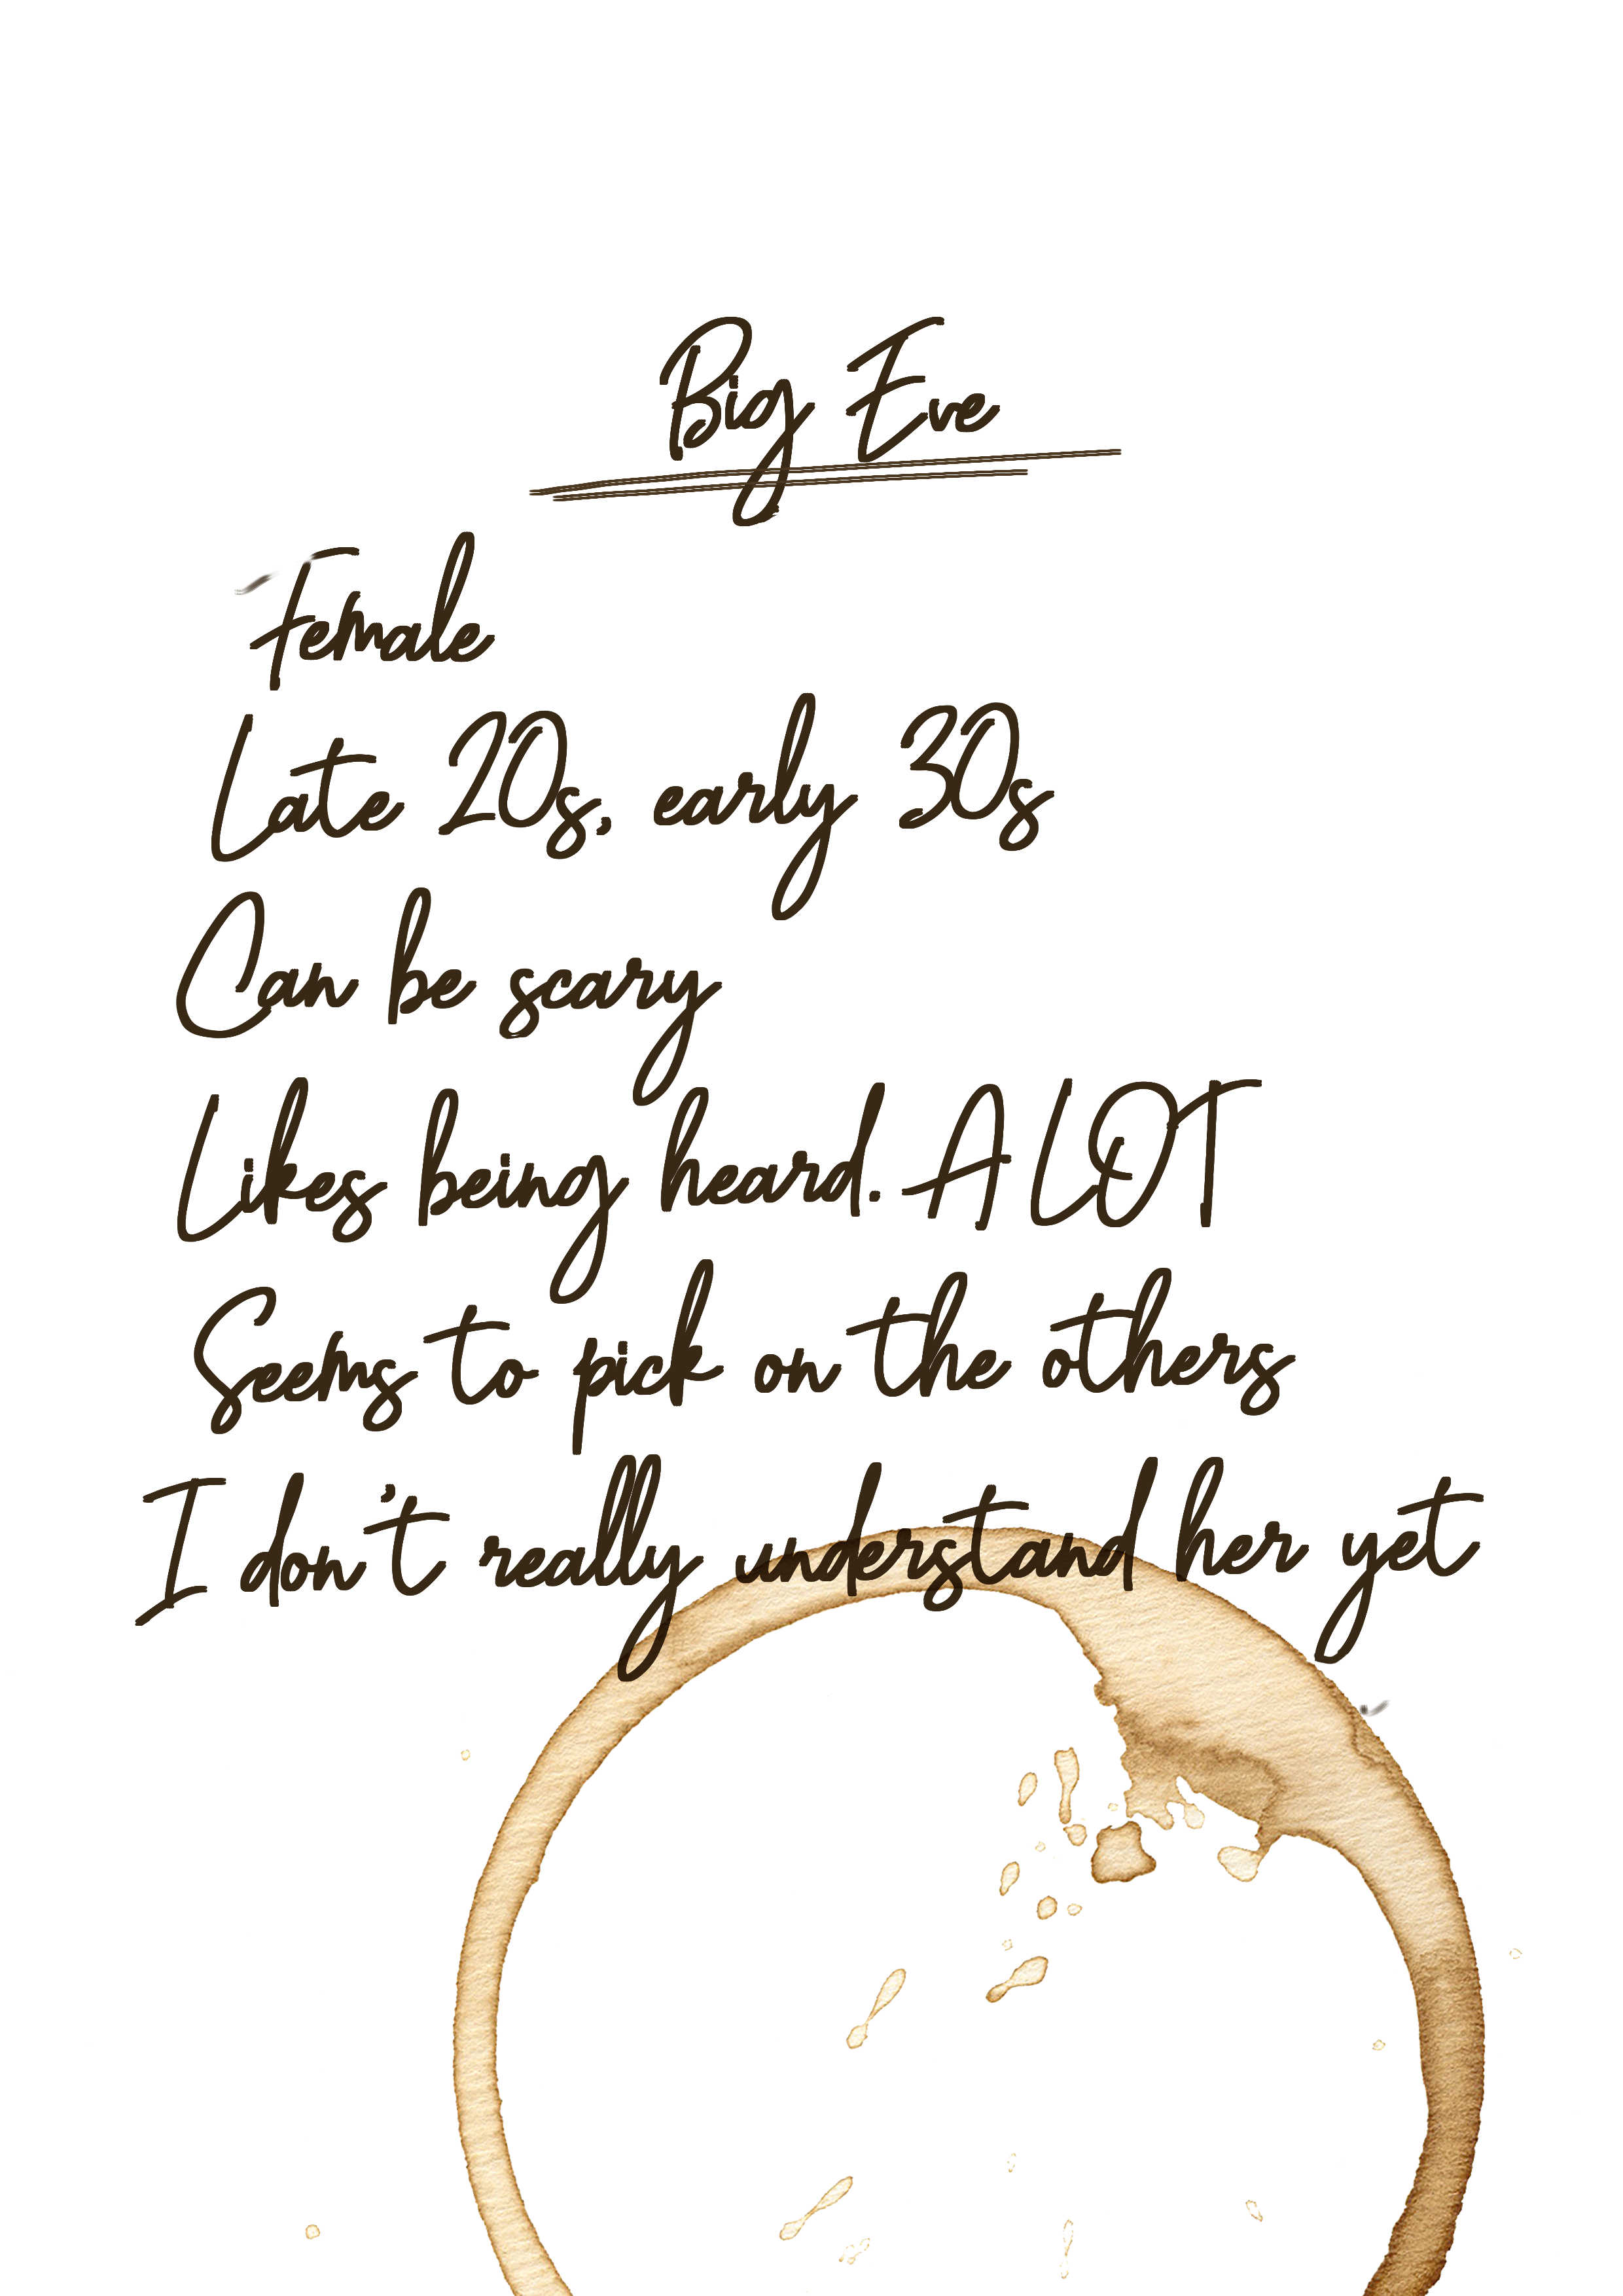 Big Eve
Female
Late 20s, early 30s
Can be scary
Likes being heard. A LOT
Seems to pick on the others
I don't really understand her yet